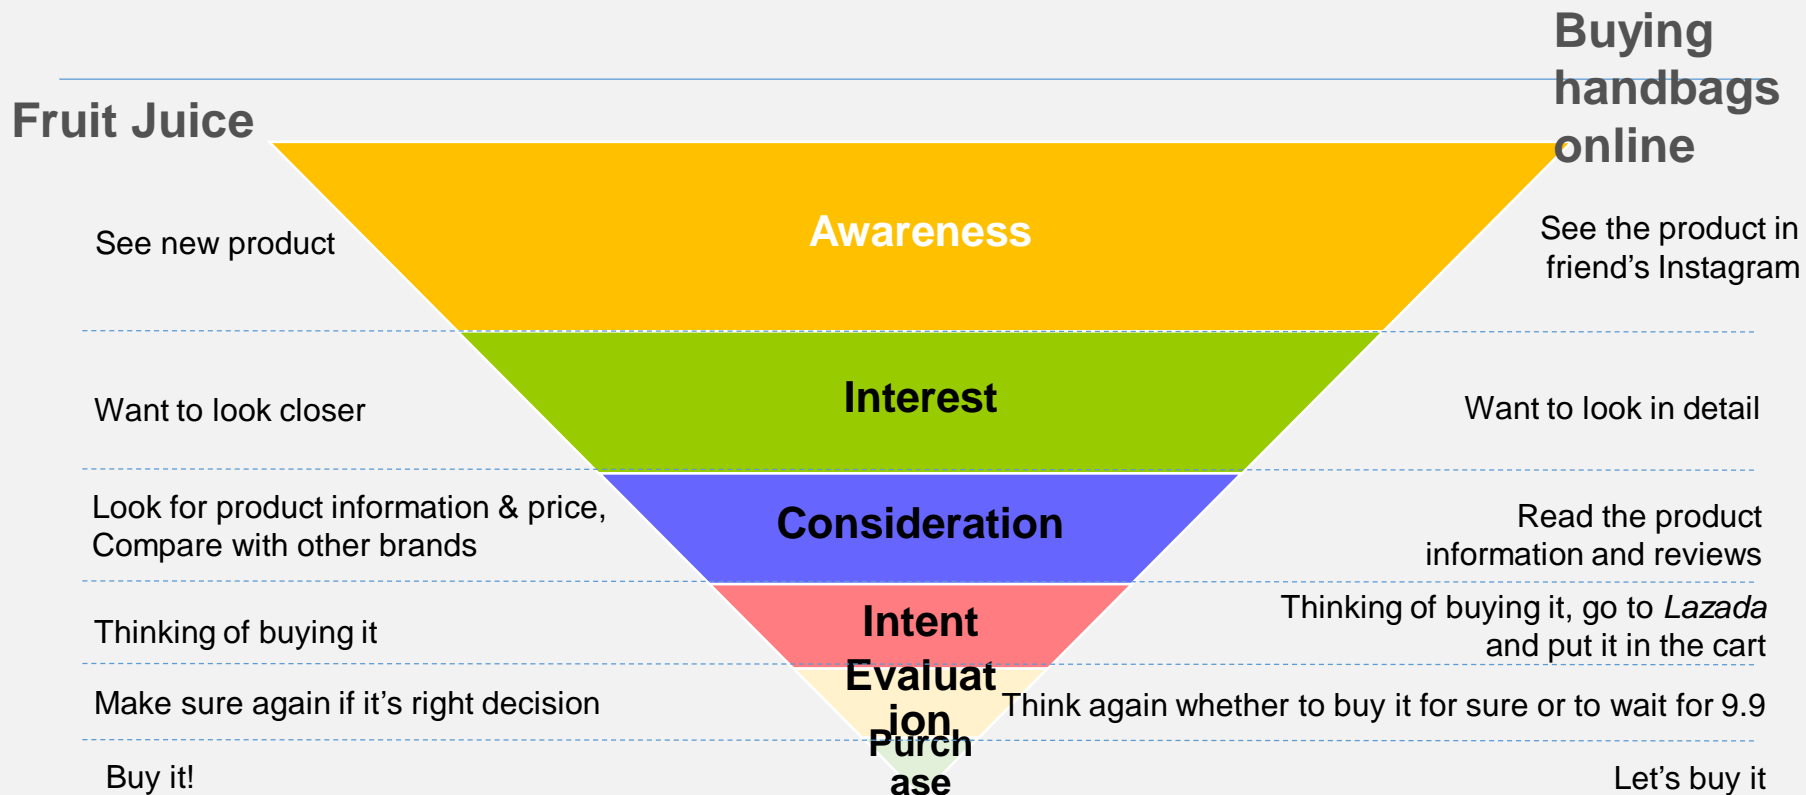 Buying
handbags
online
Fruit Juice
See new product
Awareness
See the product in
friend's Instagram
Want to look closer
Interest
Want to look in detail
Look for product information & price,
Compare with other brands
Consideration
Read the product
information and reviews
Thinking of buying it
Intent
Thinking of buying it, go to Lazada
and put it in the cart
Make sure again if it's right decision
Evaluat
ion
Think again whether to buy it for sure or to wait for 9.9
Buy it!
Purch
ase
Let's buy it